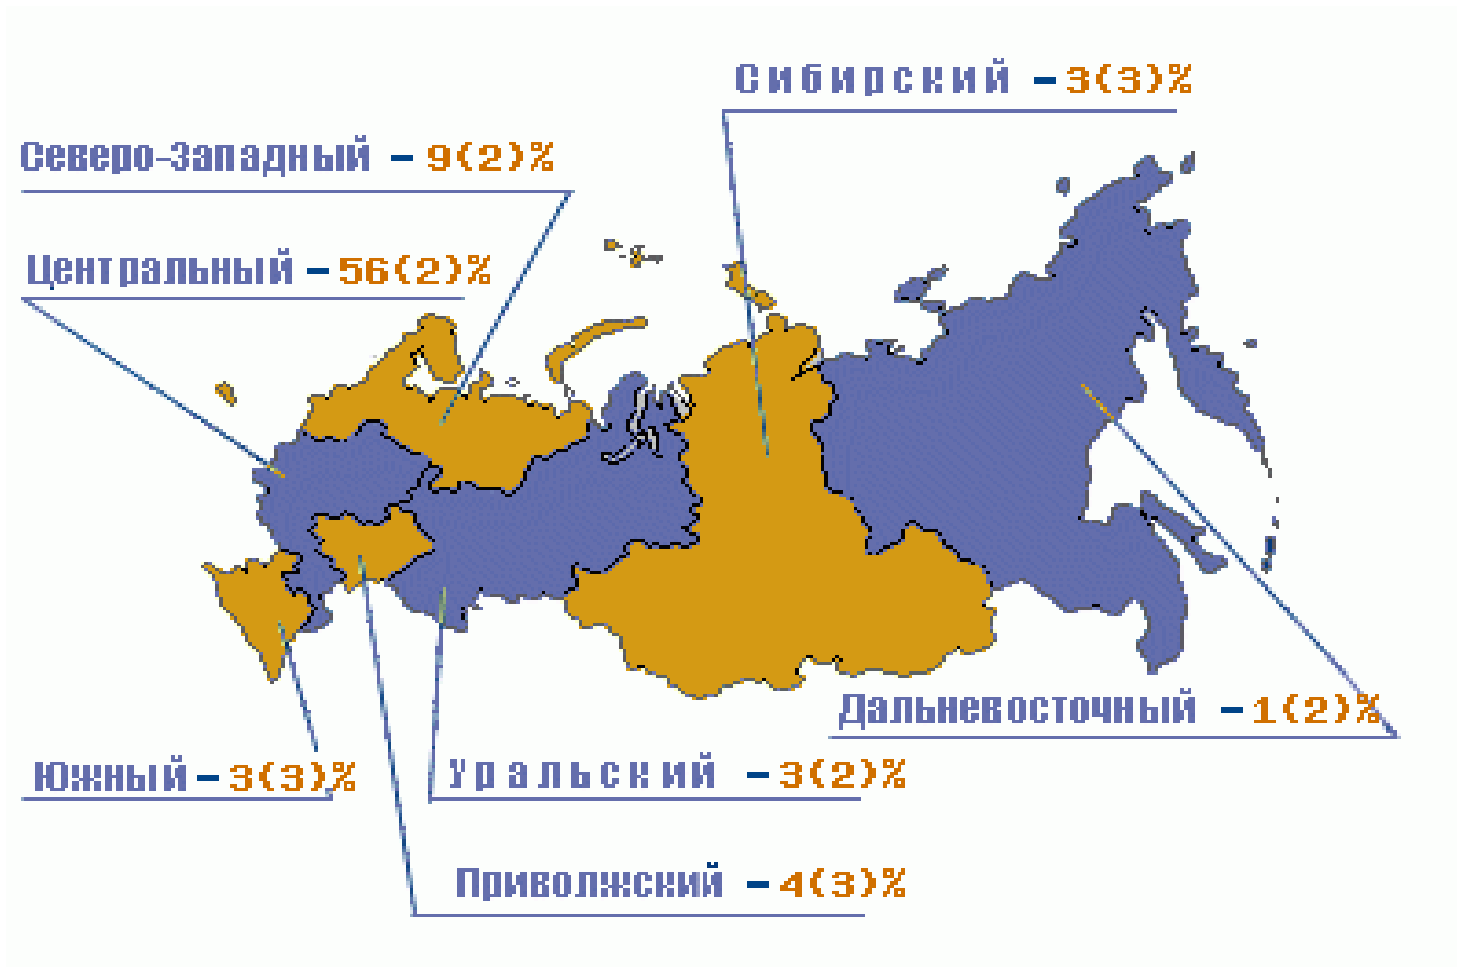 Сибирский - 3(3)%
Северо-Западный - 9(2)%
Центральный - 56(2)%
Дальневосточный - 1(2)%
Южный - 3(3)%
Уральский - 3(2)%
Приволжский - 4(3)%